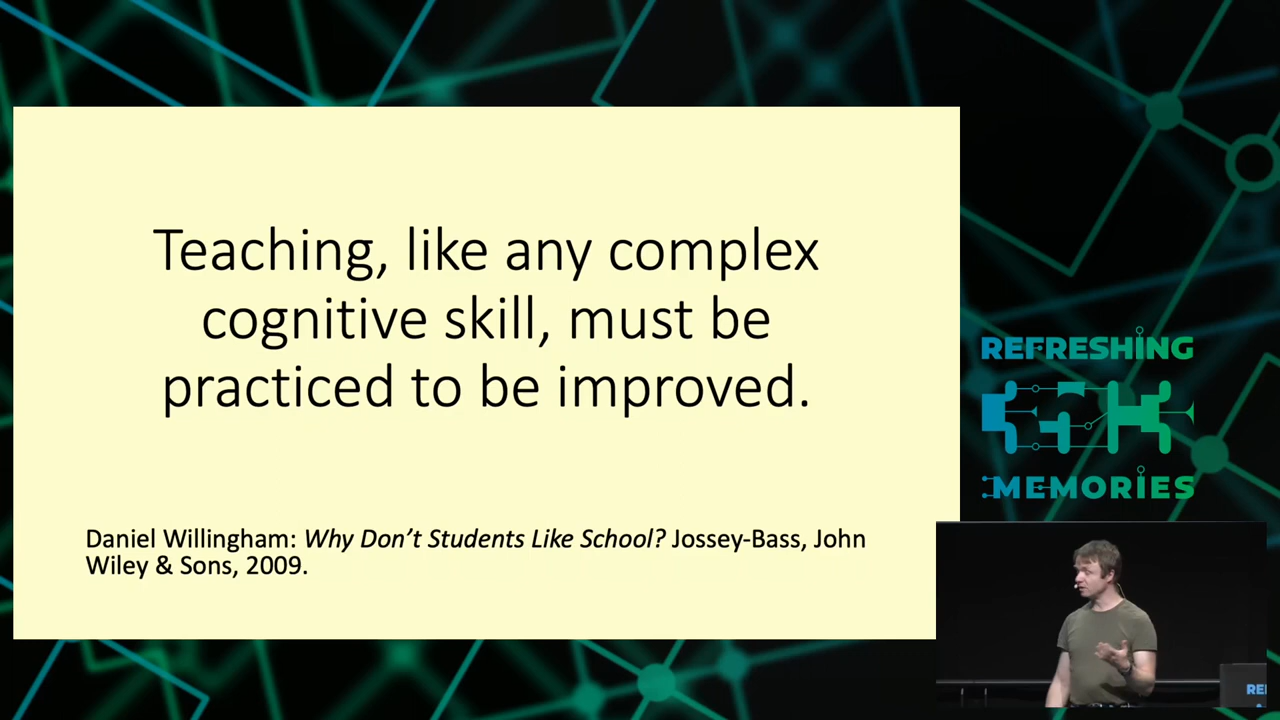 Teaching, like any complex
cognitive skill, must be
practiced to be improved.
Daniel Willingham: Why Don’t Students Like School? Jossey-Bass, John
Wiley & Sons, 2009.
REFRESHING
MEMORIES
RE